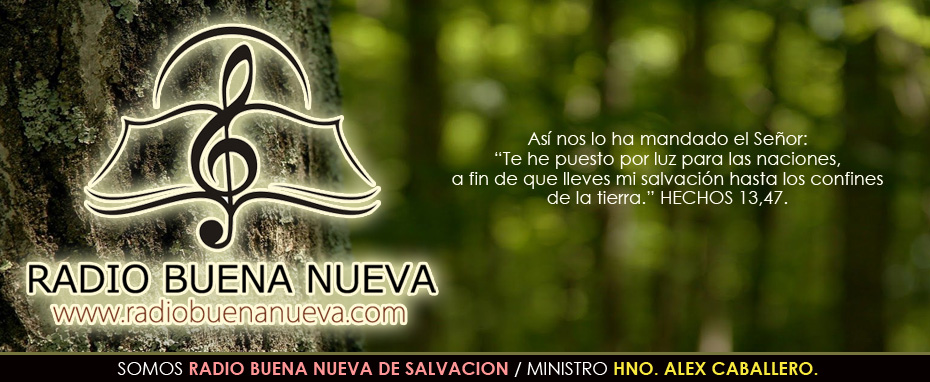 RADIO BUENA NUEVA
www.radiobuenanueva.com
Así nos lo ha mandado el Señor:
“Te he puesto por luz para las naciones,
a fin de que lleves mi salvación hasta los confines
de la tierra.” HECHOS 13,47.
SOMOS RADIO BUENA NUEVA DE SALVACION / MINISTRO HNO. ALEX CABALLERO.